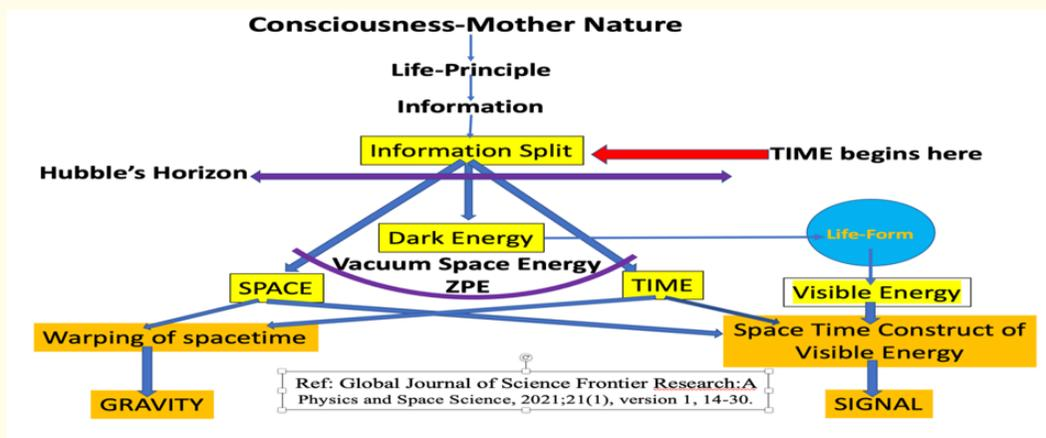 Consciousness-Mother Nature
Life-Principle
Information
Information Split
TIME begins here
Hubble's Horizon
Dark Energy
Life-Form
Vacuum Space Energy
ZPE
SPACE
TIME
Visible Energy
Warping of spacetime
Space Time Construct of
Visible Energy
Ref: Global Journal of Science Frontier Research:A
Physics and Space Science, 2021;21(1), version 1, 14-30.
GRAVITY
SIGNAL